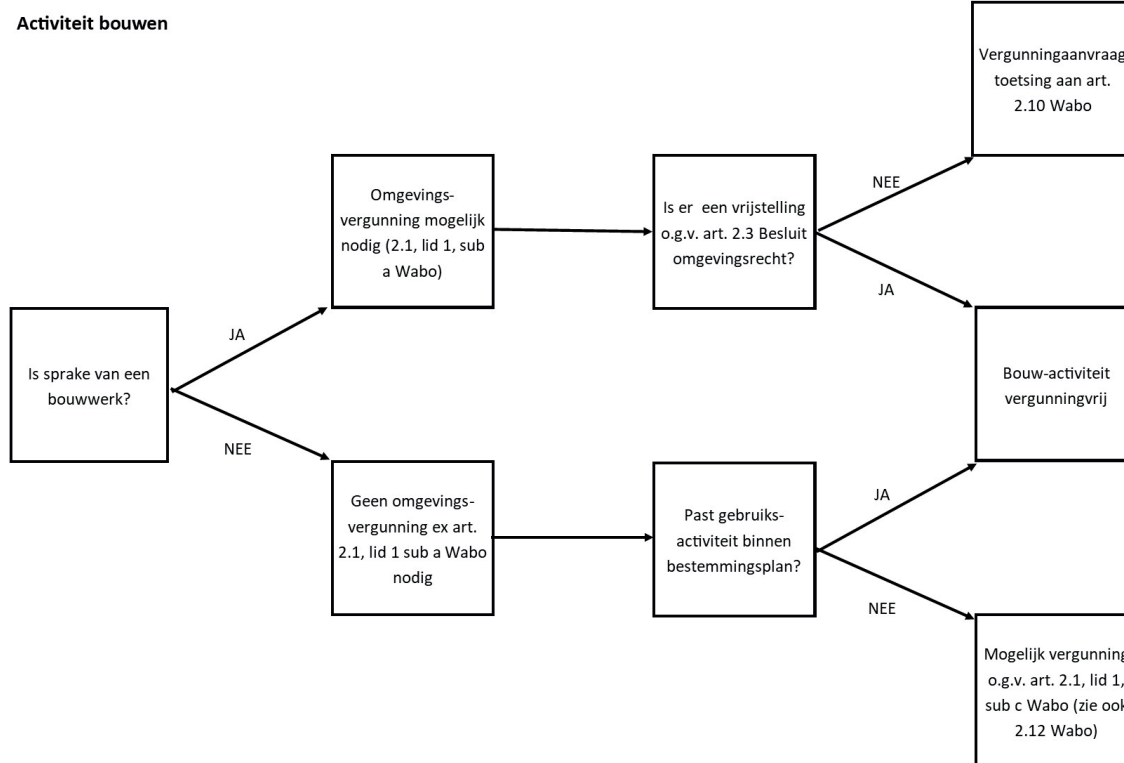 Activiteit bouwen
Vergunningaanvraag
toetsing aan art.
2.10 Wabo
Omgevings-
vergunning mogelijk
nodig (2.1, lid 1, sub
a Wabo)
Is er een vrijstelling
o.g.v. art. 2.3 Besluit
omgevingsrecht?
NEE
JA
Is sprake van een
bouwwerk?
JA
NEE
Bouw-activiteit
vergunningvrij
Geen omgevings-
vergunning ex art.
2.1, lid 1 sub a Wabo
nodig
Past gebruiks-
activiteit binnen
bestemmingsplan?
JA
NEE
Mogelijk vergunning
o.g.v. art. 2.1, lid 1,
sub c Wabo (zie ook
2.12 Wabo)